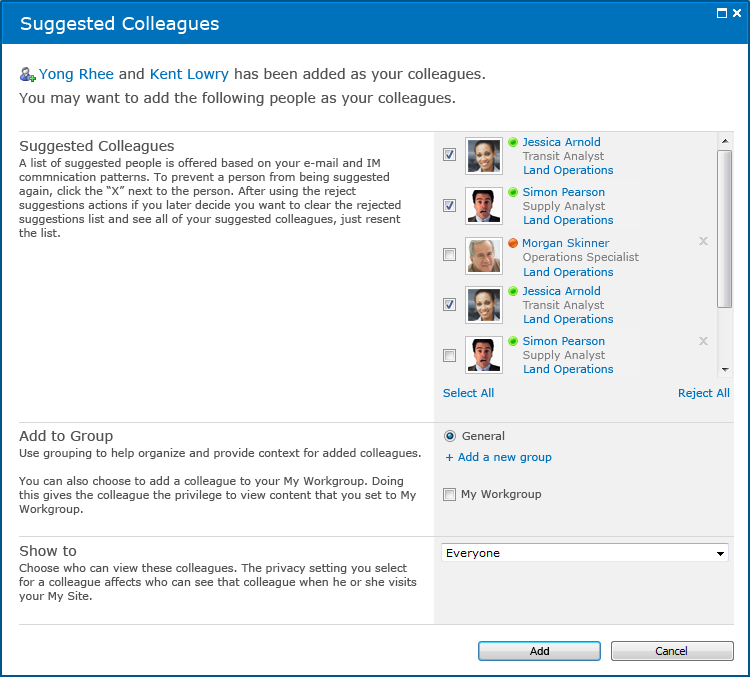 Suggested Colleagues
Yong Rhee and Kent Lowry has been added as your colleagues.
You may want to add the following people as your colleagues.
Suggested Colleagues
A list of suggested people is offered based on your e-mail and IM
commnication patterns. To prevent a person from being suggested
again, click the “X” next to the person. After using the reject
suggestions actions if you later decide you want to clear the rejected
suggestions list and see all of your suggested colleagues, just resent
the list.
Jessica Arnold
Transit Analyst
Land Operations
Simon Pearson
Supply Analyst
Land Operations
Morgan Skinner
X
Operations Specialist
Land Operations
Jessica Arnold
Transit Analyst
Land Operations
Simon Pearson
X
Supply Analyst
Land Operations
Select All
Reject All
Add to Group
Use grouping to help organize and provide context for added colleagues.
You can also choose to add a colleague to your My Workgroup. Doing
this gives the colleague the privilege to view content that you set to My
Workgroup.
General
+ Add a new group
My Workgroup
Show to
Choose who can view these colleagues. The privacy setting you select
for a colleague affects who can see that colleague when he or she visits
your My Site.
Everyone
Add
Cancel